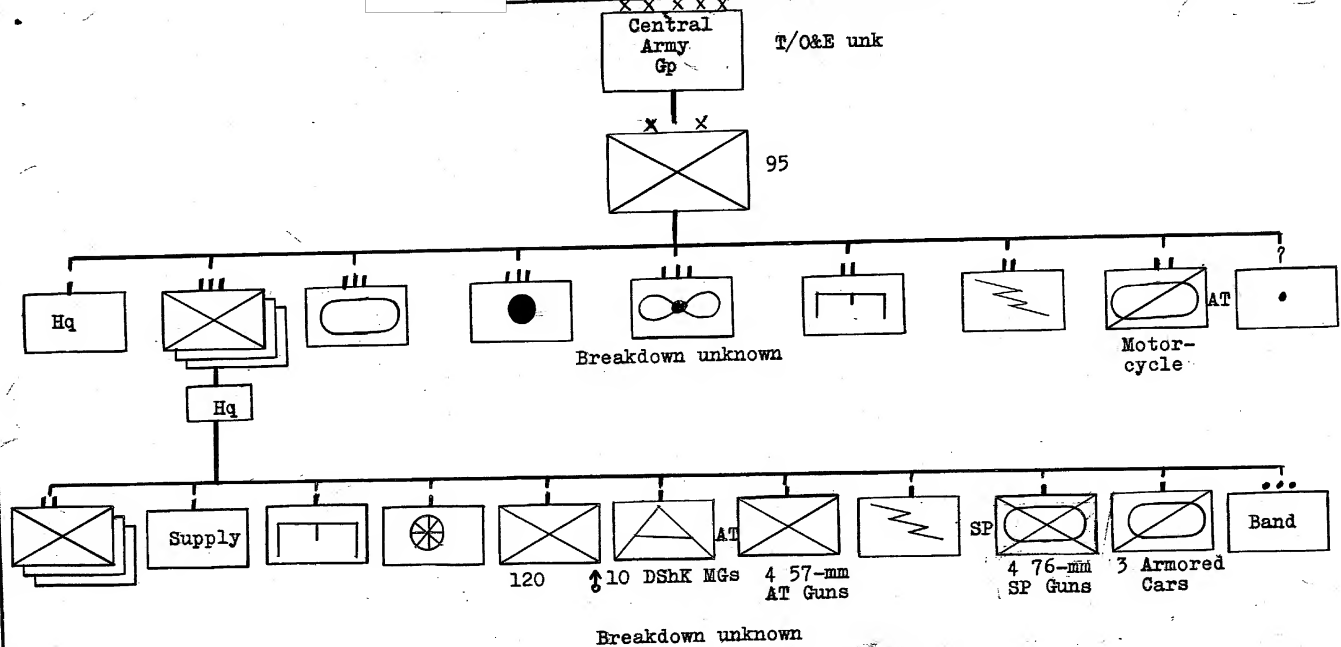 x x x x x
Central
Army
Gp
T/O&E unk
x x
95
?
Hq
AT
Breakdown unknown
Motor-
cycle
Hq
Supply
AT
SP
Band
120
10 DShK MGs
4 57-mm
AT Guns
4 76-mm
SP Guns
3 Armored
Cars
Breakdown unknown